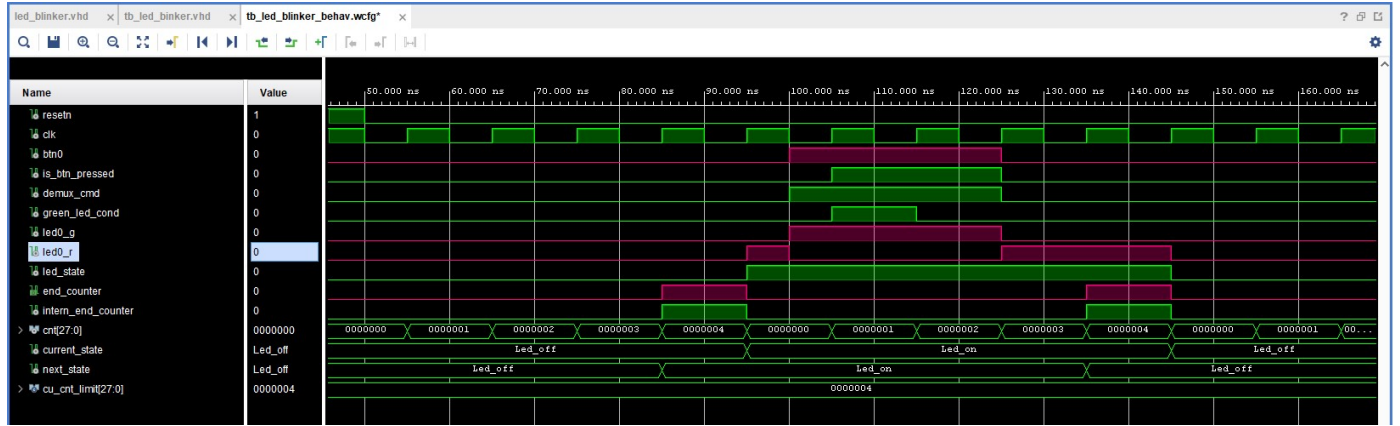 led_blinker.vhd × tb_led_binker.vhd × tb_led_blinker_behav.wcfg* ×
Name Value
50.000 ns 60.000 ns 70.000 ns 80.000 ns 90.000 ns 100.000 ns 110.000 ns 120.000 ns 130.000 ns 140.000 ns 150.000 ns 160.000 ns
resetn 1
clk 0
btn0 0
is_btn_pressed 0
demux_cmd 0
green_led_cond 0
led0_g 0
led0_r 0
led_state 0
end_counter 0
intern_end_counter 0
cnt[27:0] 0000000 0000000 0000001 0000002 0000003 0000004 0000000 0000001 0000002 0000003 0000004 0000000 0000001 00...
current_state Led_off Led_off Led_on Led_off
next_state Led_off Led_off Led_on Led_off
cu_cnt_limit[27:0] 0000004 0000004